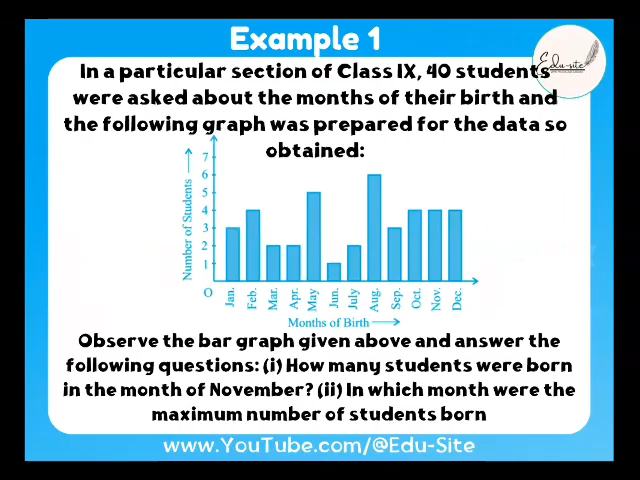 Example 1
Edu-site
In a particular section of Class IX, 40 students
were asked about the months of their birth and
the following graph was prepared for the data so
obtained:
Number of Students
7
6
5
4
3
2
1
O
Jan. Feb. Mar. Apr. May Jun. July Aug. Sep. Oct. Nov. Dec.
Months of Birth
Observe the bar graph given above and answer the
following questions: (i) How many students were born
in the month of November? (ii) In which month were the
maximum number of students born
www.YouTube.com/@Edu-Site